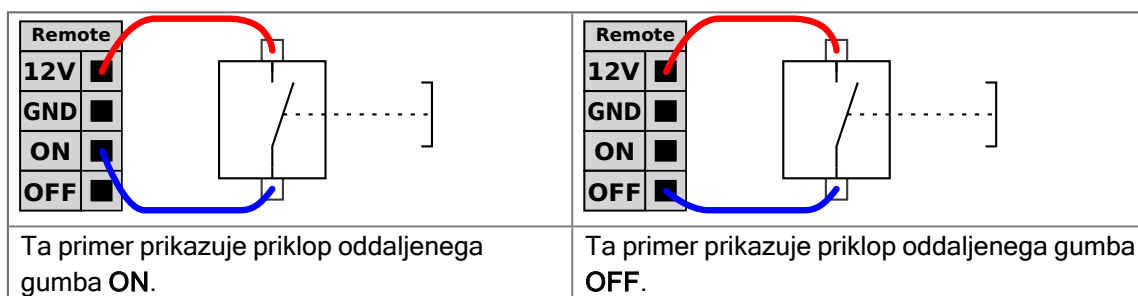 Remote
12V
GND
ON
OFF
Remote
12V
GND
ON
OFF
Ta primer prikazuje priklop oddaljenega
gumba ON.
Ta primer prikazuje priklop oddaljenega gumba
OFF.